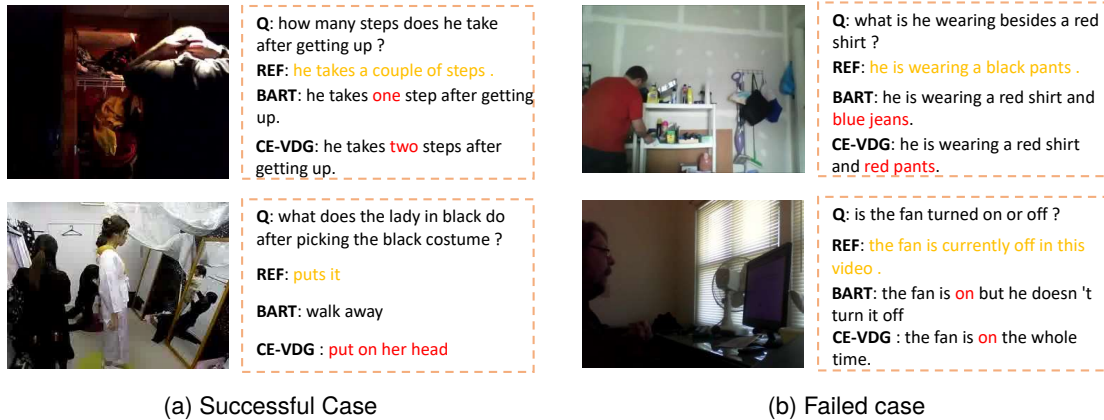 Q: how many steps does he take
after getting up ?
REF: he takes a couple of steps .
BART: he takes one step after getting
up.
CE-VDG: he takes two steps after
getting up.
Q: what does the lady in black do
after picking the black costume ?
REF: puts it
BART: walk away
CE-VDG : put on her head
(a) Successful Case
Q: what is he wearing besides a red
shirt ?
REF: he is wearing a black pants .
BART: he is wearing a red shirt and
blue jeans.
CE-VDG: he is wearing a red shirt
and red pants.
Q: is the fan turned on or off ?
REF: the fan is currently off in this
video .
BART: the fan is on but he doesn 't
turn it off
CE-VDG : the fan is on the whole
time.
(b) Failed case